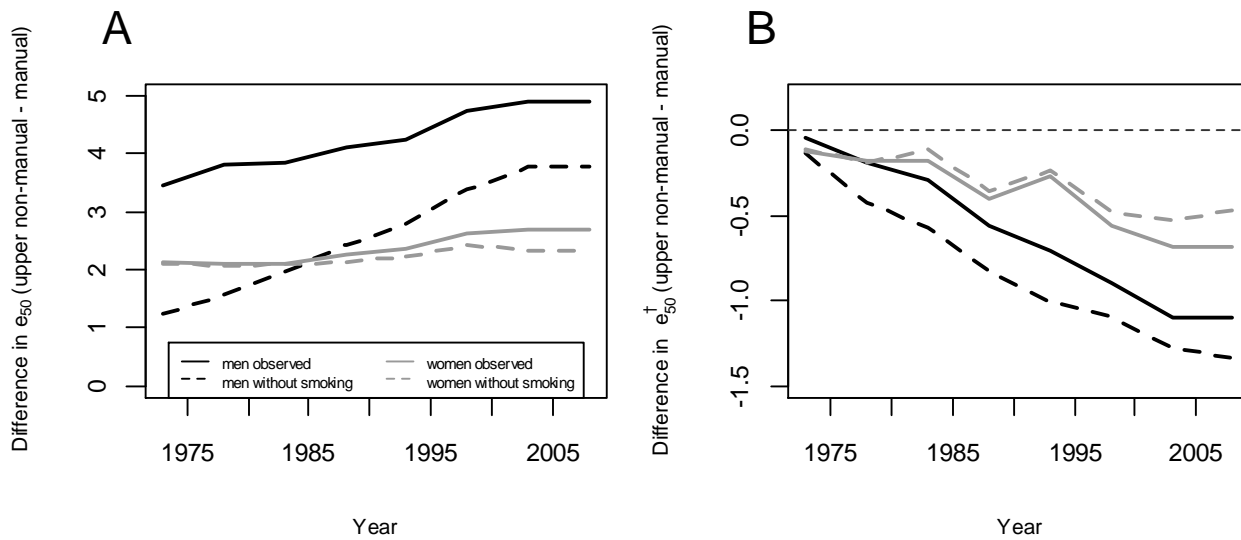 A
Difference in e50 (upper non-manual - manual)
5
4
3
2
1
0
men observed
men without smoking
women observed
women without smoking
1975
1985
1995
2005
Year
B
Difference in e†50 (upper non-manual - manual)
0.0
-0.5
-1.0
-1.5
1975
1985
1995
2005
Year